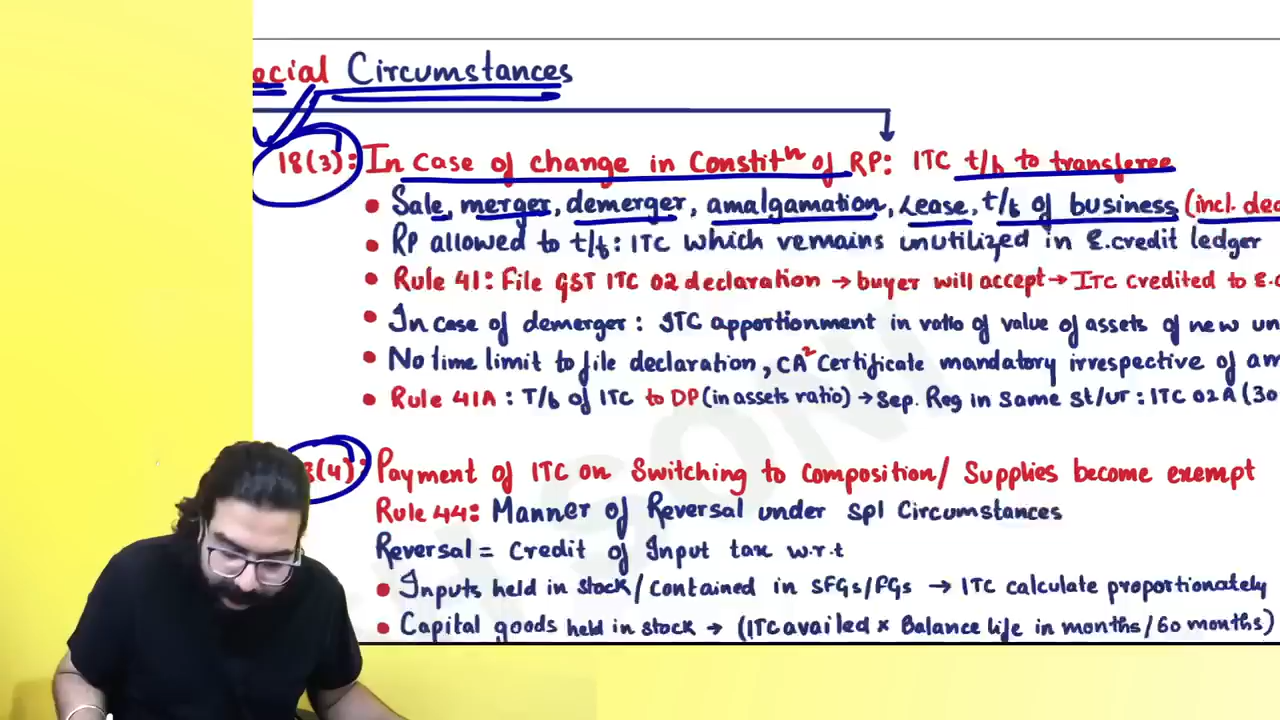 ocial Circumstances
18(3): In case of change in Constitⁿ of RP: ITC t/f to transferee
• Sale, merger, demerger, amalgamation, Lease, t/f of business (incl. dea
• RP allowed to t/f: ITC which remains unutilized in E.credit ledger
• Rule 41: File GST ITC 02 declaration → buyer will accept → ITC credited to E.c
• In case of demerger: ITC apportionment in ratio of value of assets of new un
• No time limit to file declaration, CA² Certificate mandatory irrespective of am
• Rule 41A: T/f of ITC to DP (in assets ratio) → Sep. Reg in Same St/UT: ITC 02A (30
8(4): Payment of ITC on Switching to Composition/ Supplies become exempt
Rule 44: Manner of Reversal under spl Circumstances
Reversal = Credit of Input tax w.r.t
• Inputs held in stock/contained in SFGs/FGs → ITC calculate proportionately
• Capital goods held in stock → (ITC availed × Balance life in months/60 months)